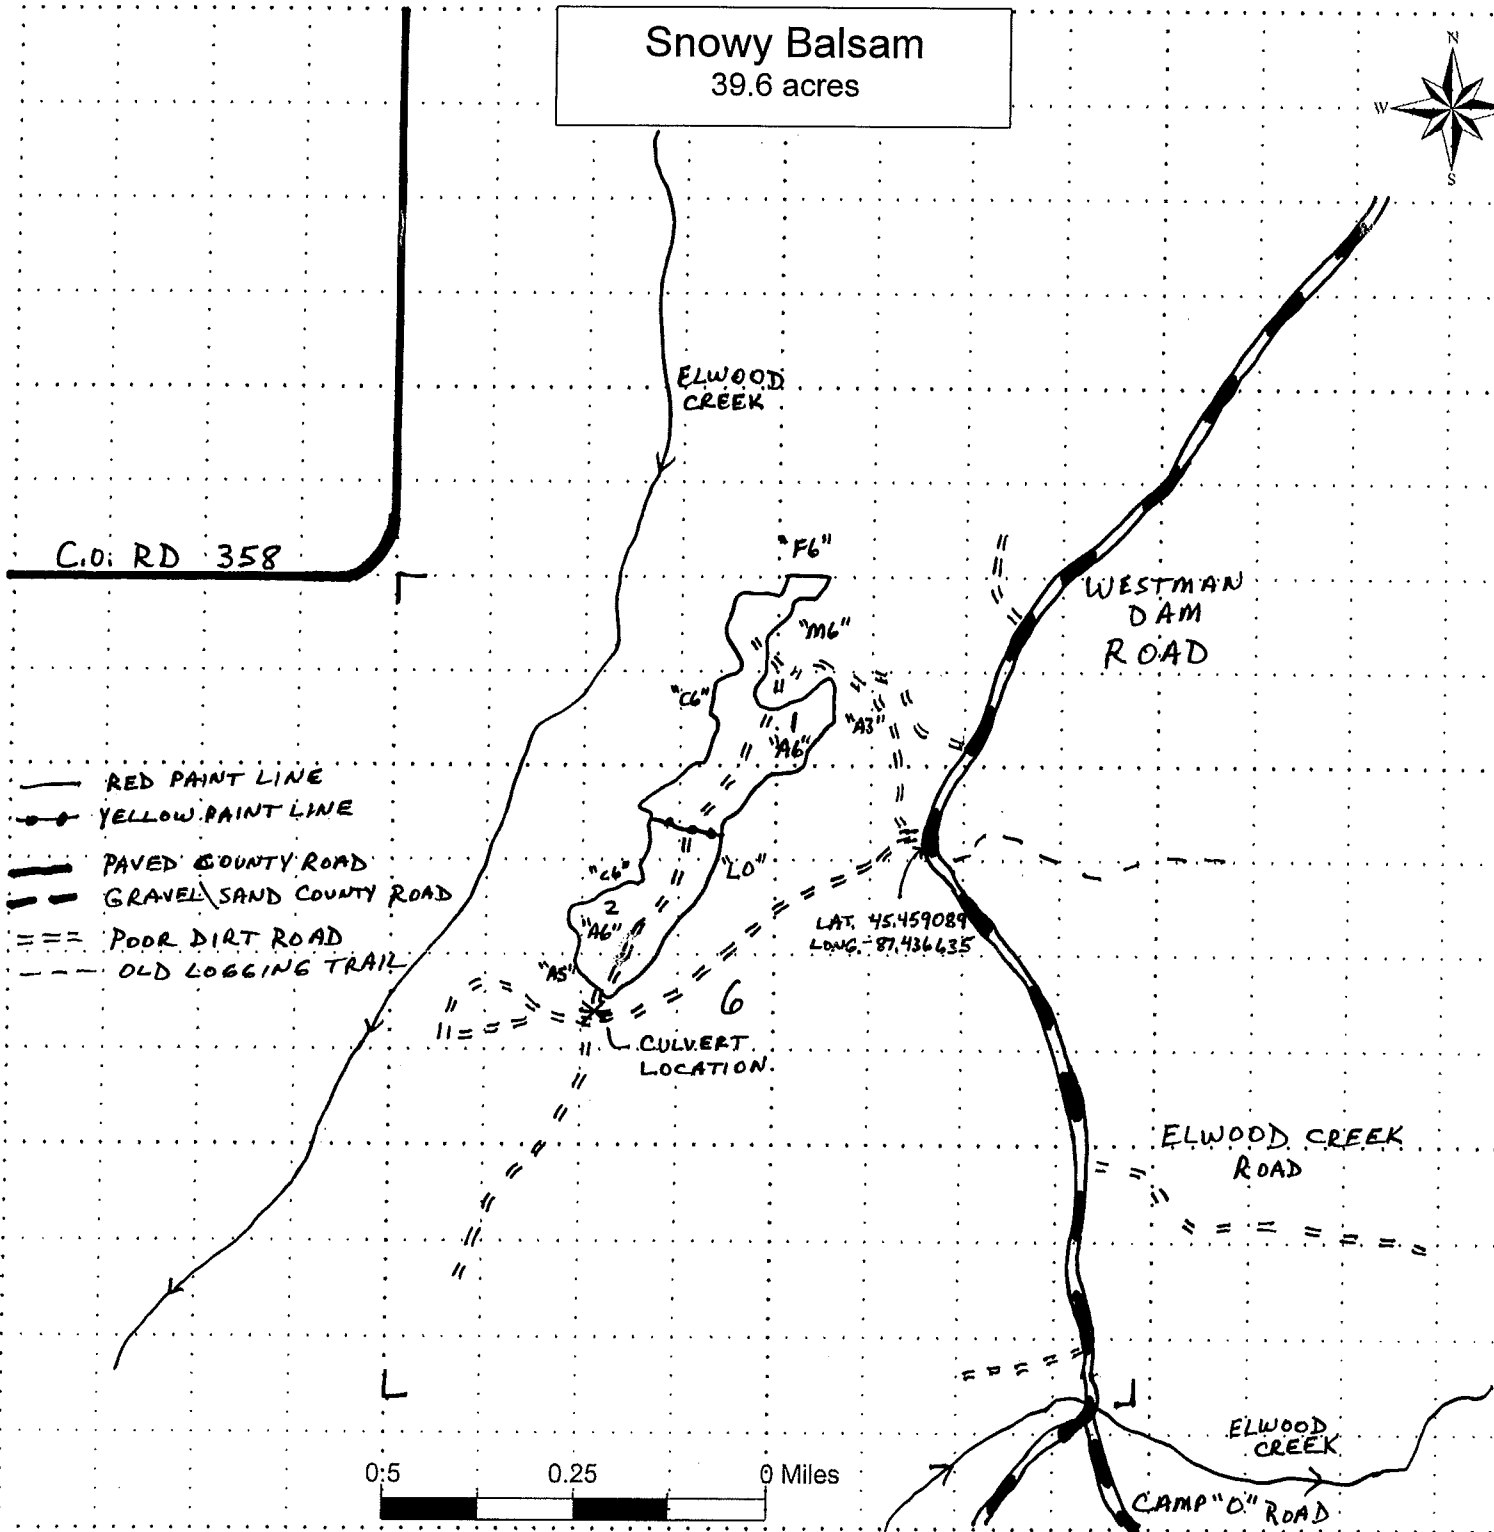 Snowy Balsam
39.6 acres
N
W
S
ELWOOD
CREEK
C.O. RD 358
"F6"
WESTMAN
DAM
ROAD
"M6"
"C6"
1
"A3"
"A6"
RED PAINT LINE
YELLOW PAINT LINE
PAVED COUNTY ROAD
GRAVEL\SAND COUNTY ROAD
POOR DIRT ROAD
OLD LOGGING TRAIL
"C6"
"LO"
2
"A6"
LAT. 45.459089
LONG. -87.436635
"A5"
6
CULVERT
LOCATION.
ELWOOD CREEK
ROAD
ELWOOD
CREEK
0.5 0.25 0 Miles
CAMP "O" ROAD